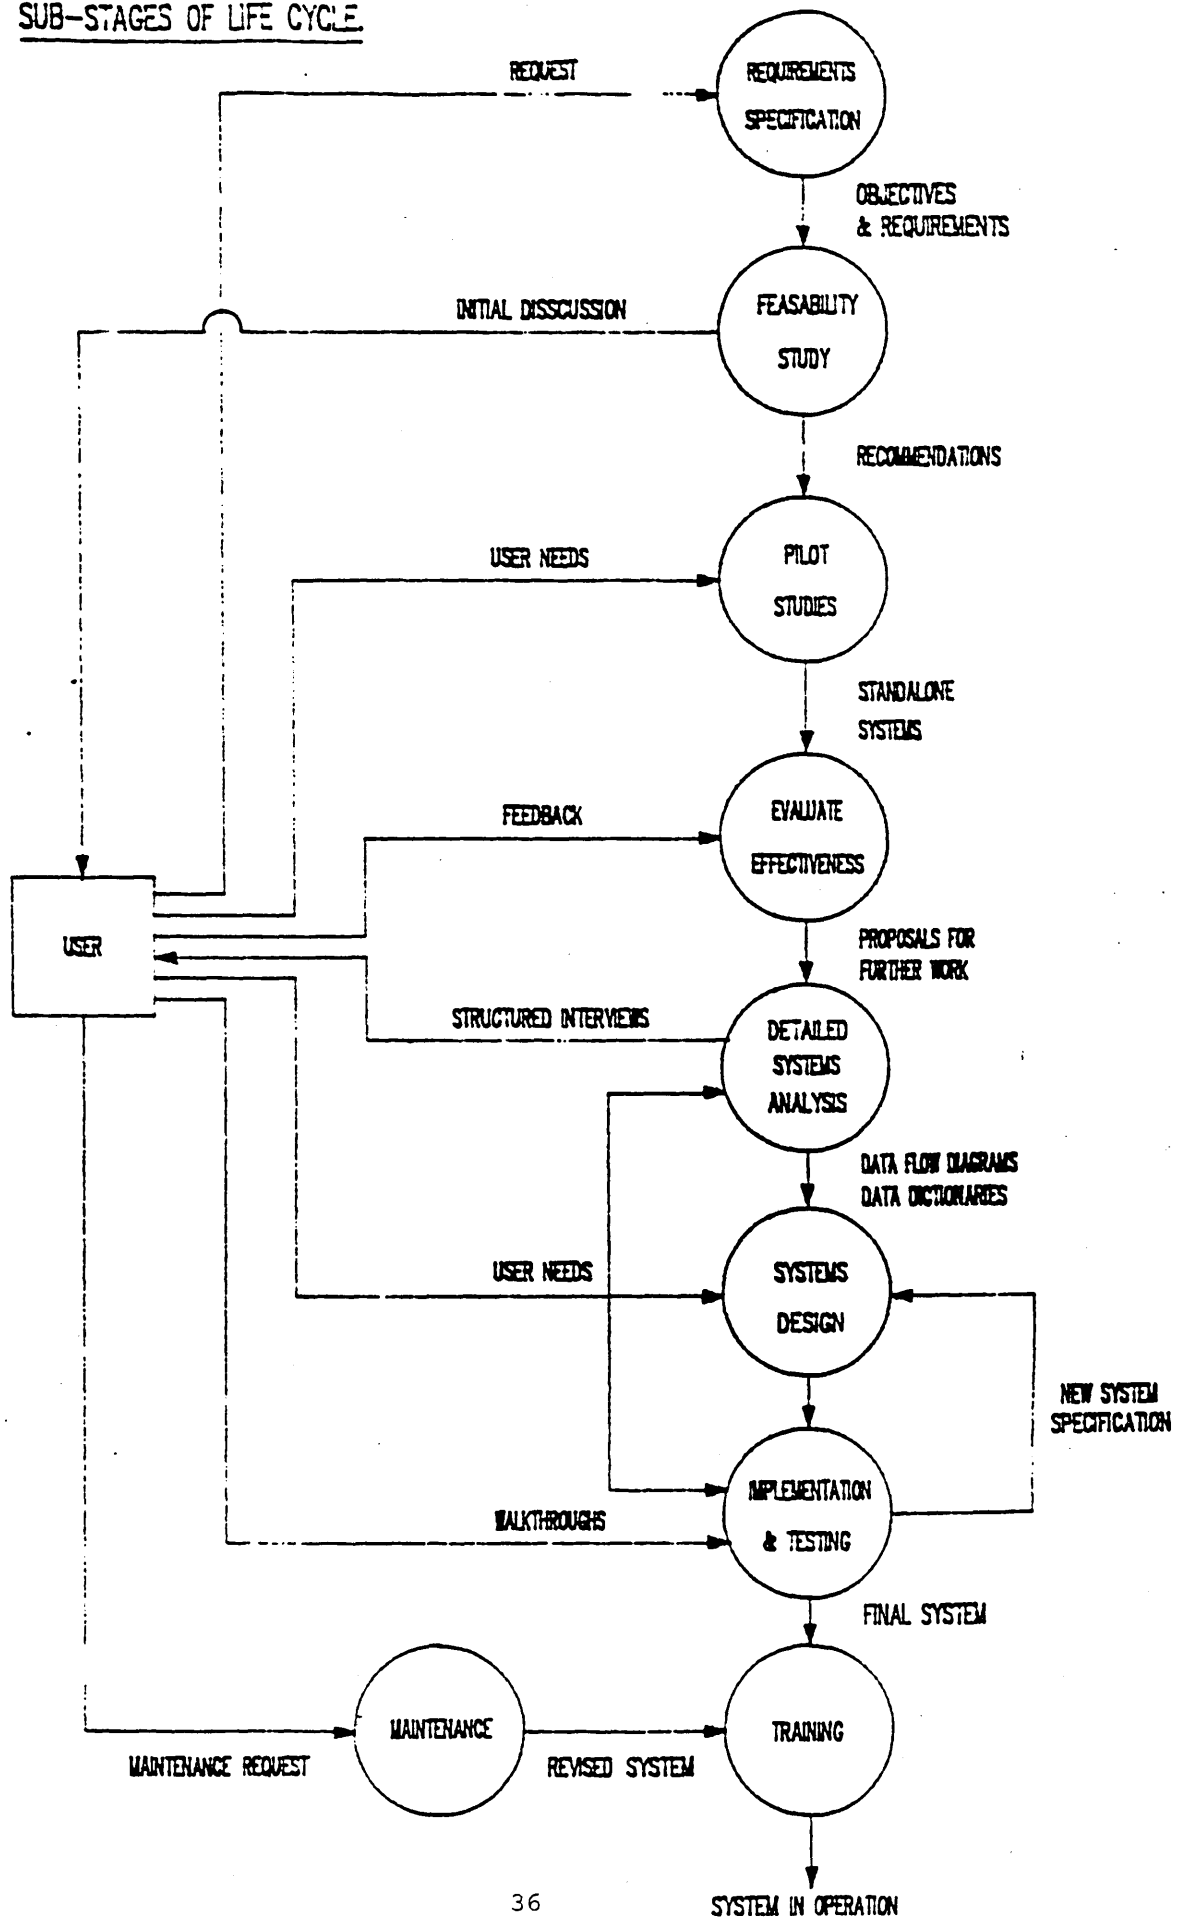 SUB-STAGES OF LIFE CYCLE.
REQUEST
REQUIREMENTS
SPECIFICATION
OBJECTIVES
& REQUIREMENTS
INITIAL DISSCUSSION
FEASABILITY
STUDY
RECOMMENDATIONS
USER NEEDS
PILOT
STUDIES
STANDALONE
SYSTEMS
FEEDBACK
EVALUATE
EFFECTIVENESS
USER
PROPOSALS FOR
FURTHER WORK
STRUCTURED INTERVIEWS
DETAILED
SYSTEMS
ANALYSIS
DATA FLOW DIAGRAMS
DATA DICTIONARIES
USER NEEDS
SYSTEMS
DESIGN
NEW SYSTEM
SPECIFICATION
WALKTHROUGHS
IMPLEMENTATION
& TESTING
FINAL SYSTEM
MAINTENANCE REQUEST
MAINTENANCE
REVISED SYSTEM
TRAINING
36
SYSTEM IN OPERATION